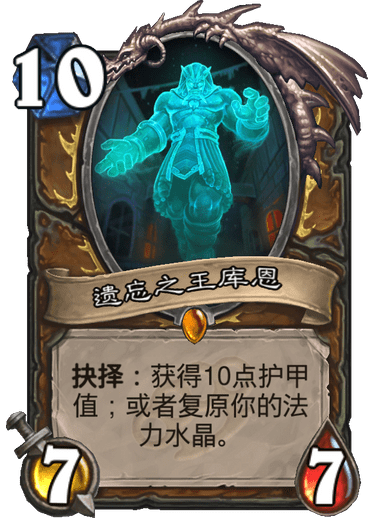 10
遗忘之王库恩
抉择：获得10点护甲
值；或者复原你的法
力水晶。
7
7